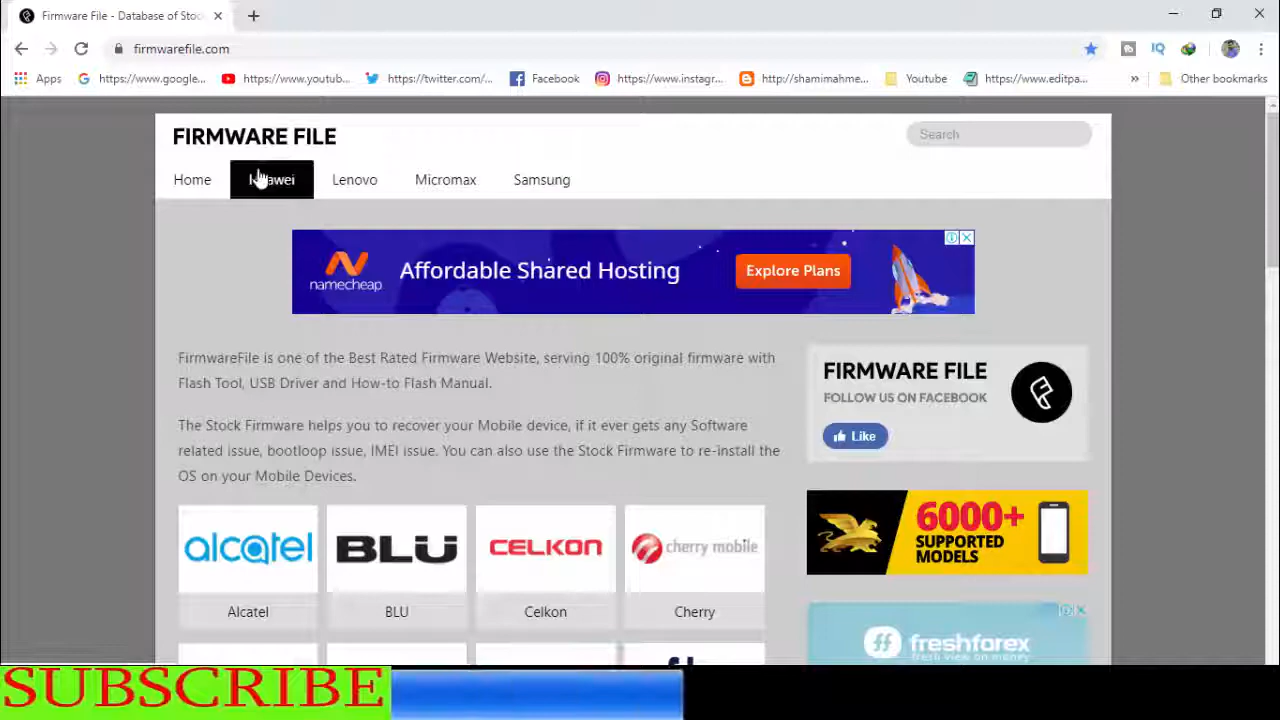 Firmware File - Database of Stoc
firmwarefile.com
Apps
https://www.google...
https://www.youtub...
https://twitter.com/...
Facebook
https://www.instagr...
http://shamimahme...
Youtube
https://www.editpa...
»
Other bookmarks
FIRMWARE FILE
Search
Home
Lenovo
Micromax
Samsung
namecheap
Affordable Shared Hosting
Explore Plans
FirmwareFile is one of the Best Rated Firmware Website, serving 100% original firmware with
Flash Tool, USB Driver and How-to Flash Manual.
The Stock Firmware helps you to recover your Mobile device, if it ever gets any Software
related issue, bootloop issue, IMEI issue. You can also use the Stock Firmware to re-install the
OS on your Mobile Devices.
FIRMWARE FILE
FOLLOW US ON FACEBOOK
Like
6000+
SUPPORTED
MODELS
alcatel
BLU
CELKON
cherry mobile
Alcatel
BLU
Celkon
Cherry
freshforex
fresh view on money
SUBSCRIBE